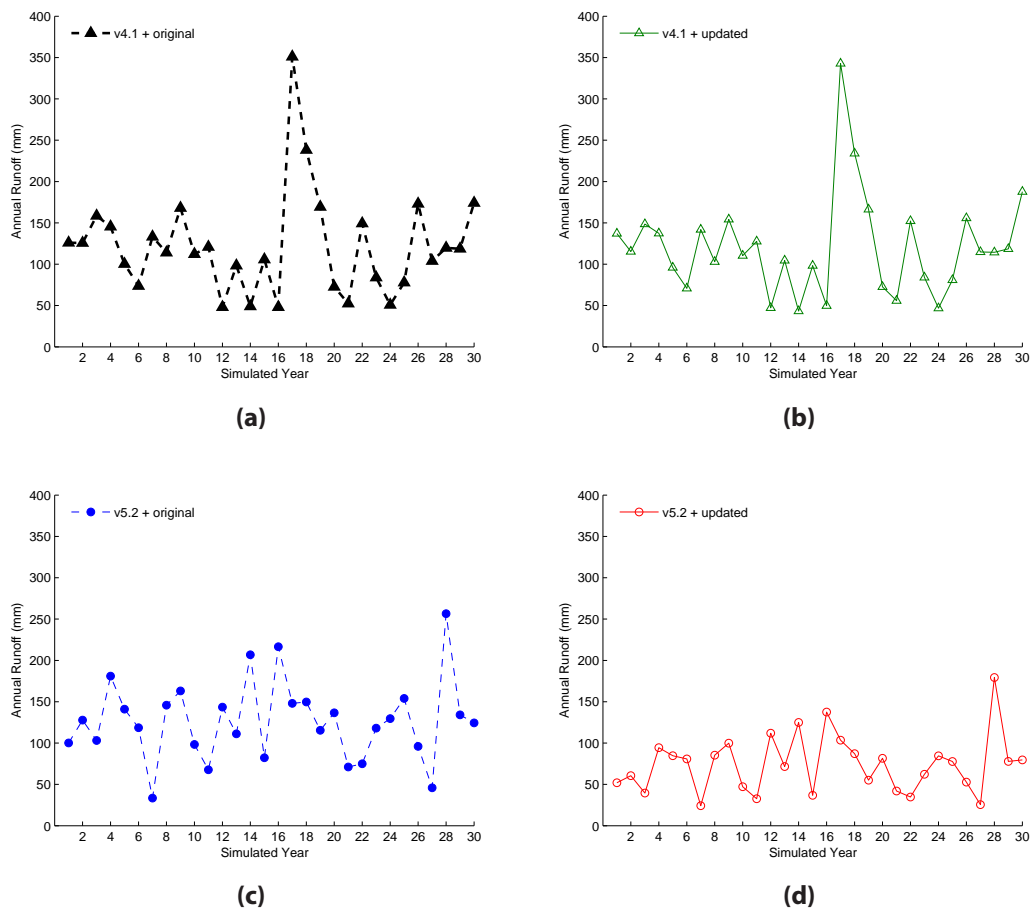 v4.1 + original
Annual Runoff (mm)
400
350
300
250
200
150
100
50
0
2 4 6 8 10 12 14 16 18 20 22 24 26 28 30
Simulated Year
(a)
v4.1 + updated
Annual Runoff (mm)
400
350
300
250
200
150
100
50
0
2 4 6 8 10 12 14 16 18 20 22 24 26 28 30
Simulated Year
(b)
v5.2 + original
Annual Runoff (mm)
400
350
300
250
200
150
100
50
0
2 4 6 8 10 12 14 16 18 20 22 24 26 28 30
Simulated Year
(c)
v5.2 + updated
Annual Runoff (mm)
400
350
300
250
200
150
100
50
0
2 4 6 8 10 12 14 16 18 20 22 24 26 28 30
Simulated Year
(d)